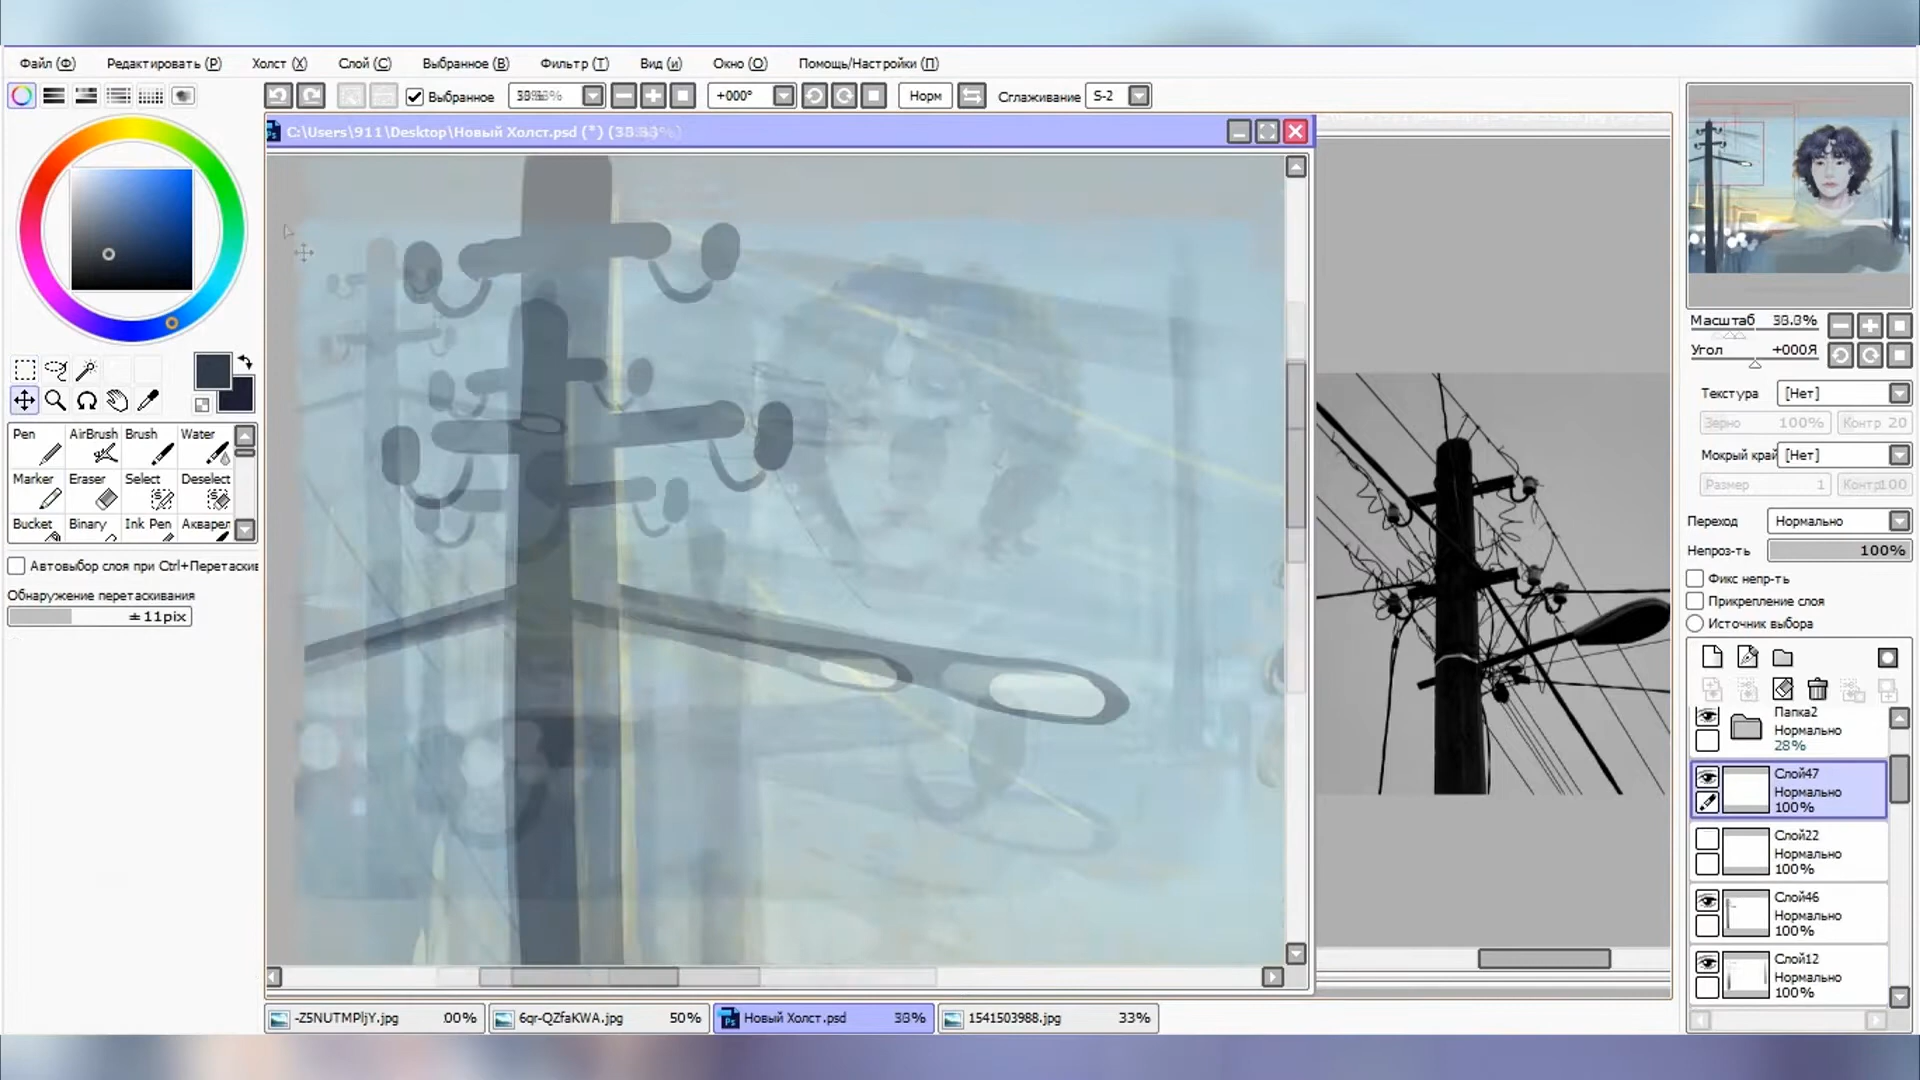 Файл (Ф) Редактировать (Р) Холст (Х) Слой (С) Выбранное (В) Фильтр (Т) Вид (и) Окно (О) Помощь/Настройки (П)
Выбранное +000° Норм Сглаживание S-2
C:\Users\911\Desktop\Новый Холст.psd (*)
Масштаб
Угол +000Я
Текстура [Нет]
Зерно 100% Контр 20
Мокрый край [Нет]
Размер 1 Контр100
Переход Нормально
Непроз-ть 100%
Фикс непр-ть
Прикрепление слоя
Источник выбора
Pen AirBrush Brush Water
Marker Eraser Select Deselect
Bucket Binary Ink Pen Акварел
Автовыбор слоя при Ctrl+Перетаскив
Обнаружение перетаскивания
±11pix
Папка2
Нормально
28%
Слой47
Нормально
100%
Слой22
Нормально
100%
Слой46
Нормально
100%
Слой12
Нормально
100%
-Z5NUTMPljY.jpg 00% 6qr-QZfaKWA.jpg 50% Новый Холст.psd 1541503988.jpg 33%